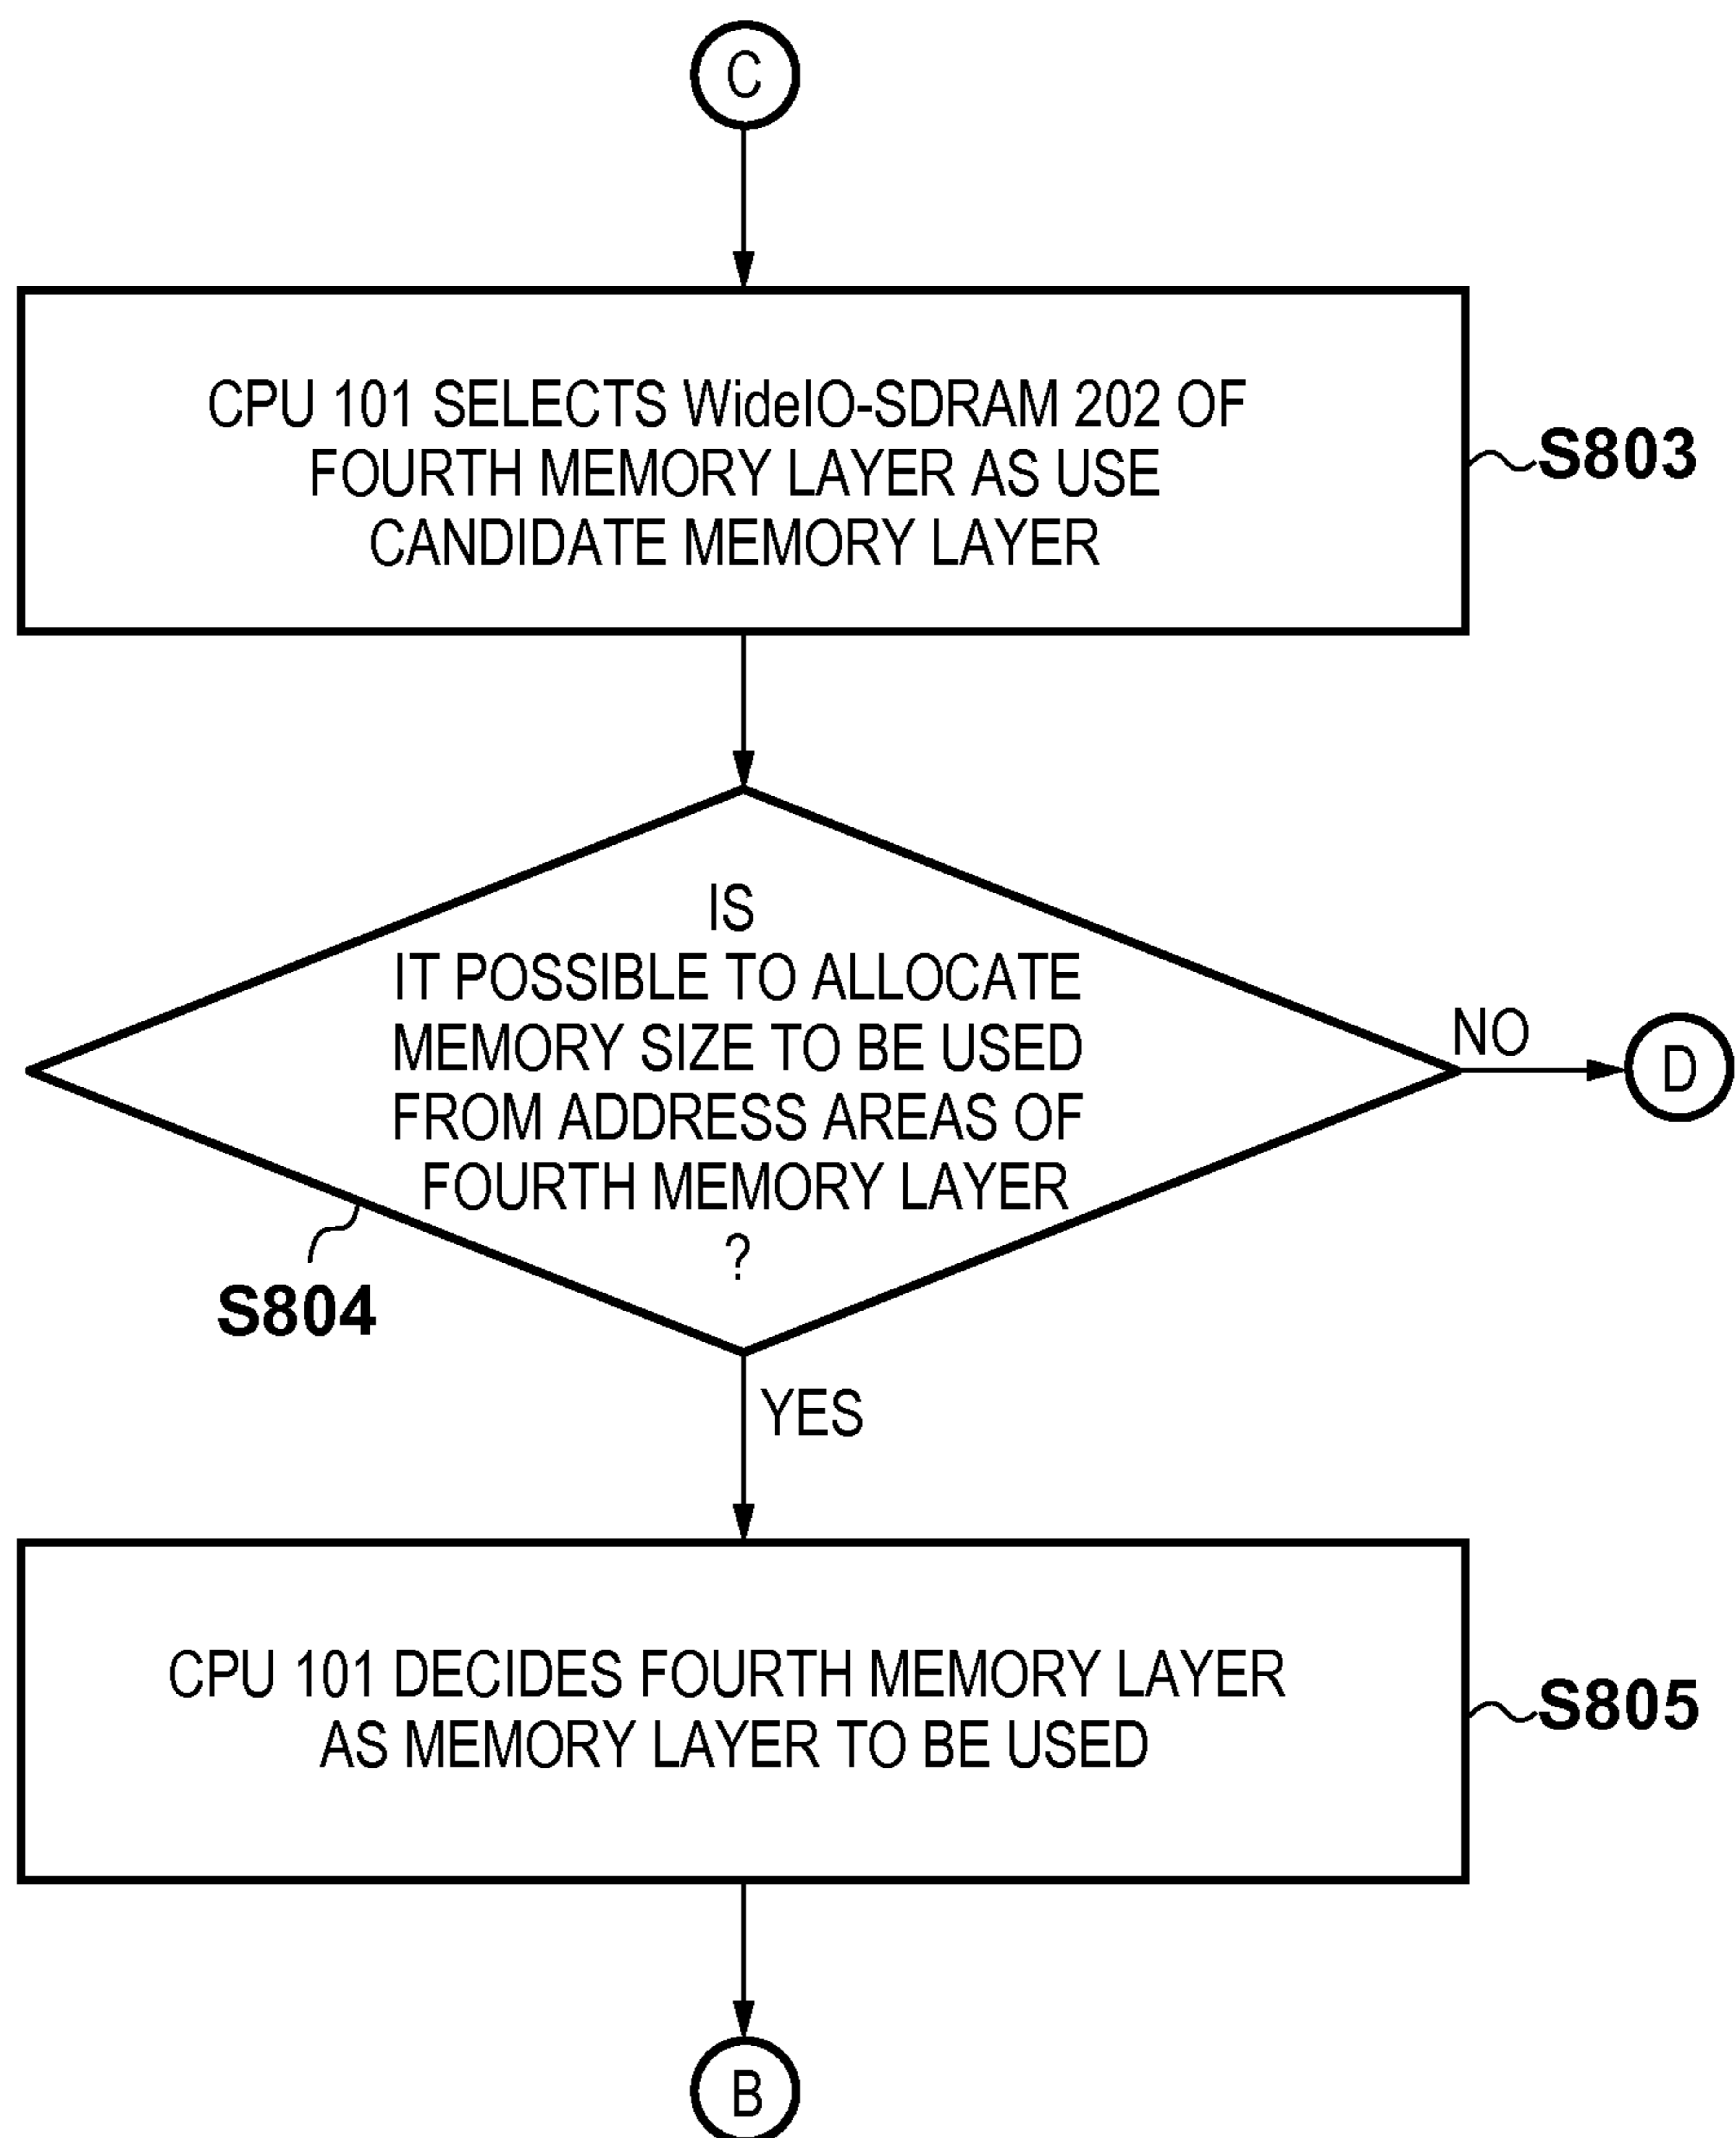 C
CPU 101 SELECTS WideIO-SDRAM 202 OF
FOURTH MEMORY LAYER AS USE
CANDIDATE MEMORY LAYER
S803
IS
IT POSSIBLE TO ALLOCATE
MEMORY SIZE TO BE USED
FROM ADDRESS AREAS OF
FOURTH MEMORY LAYER
?
NO
D
S804
YES
CPU 101 DECIDES FOURTH MEMORY LAYER
AS MEMORY LAYER TO BE USED
S805
B